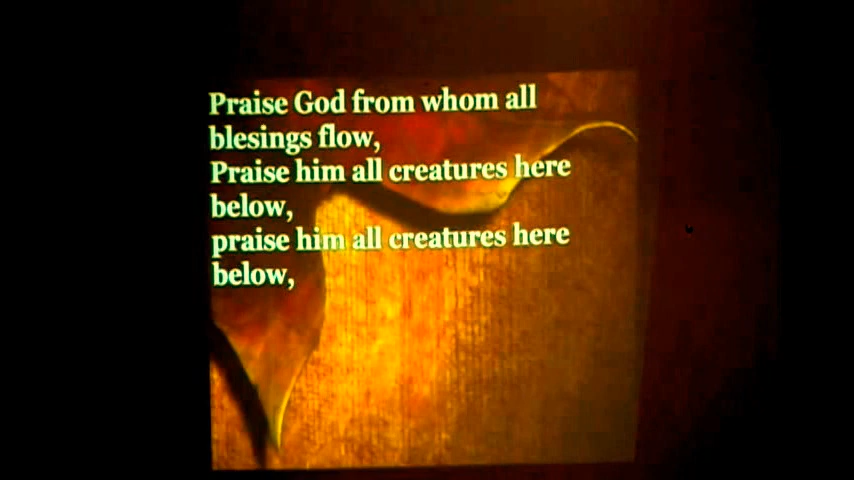 Praise God from whom all
blesings flow,
Praise him all creatures here
below,
praise him all creatures here
below,